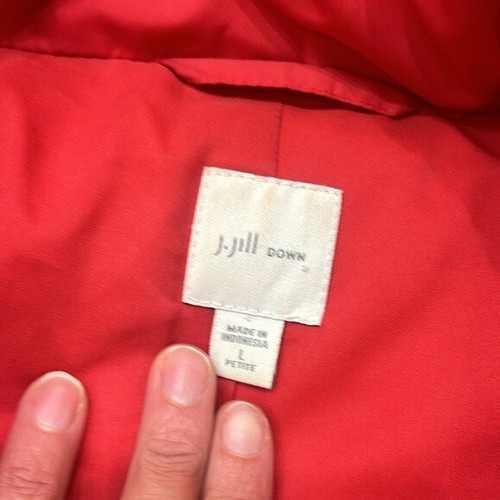 J.Jill DOWN
MADE IN
INDONESIA
L
PETITE